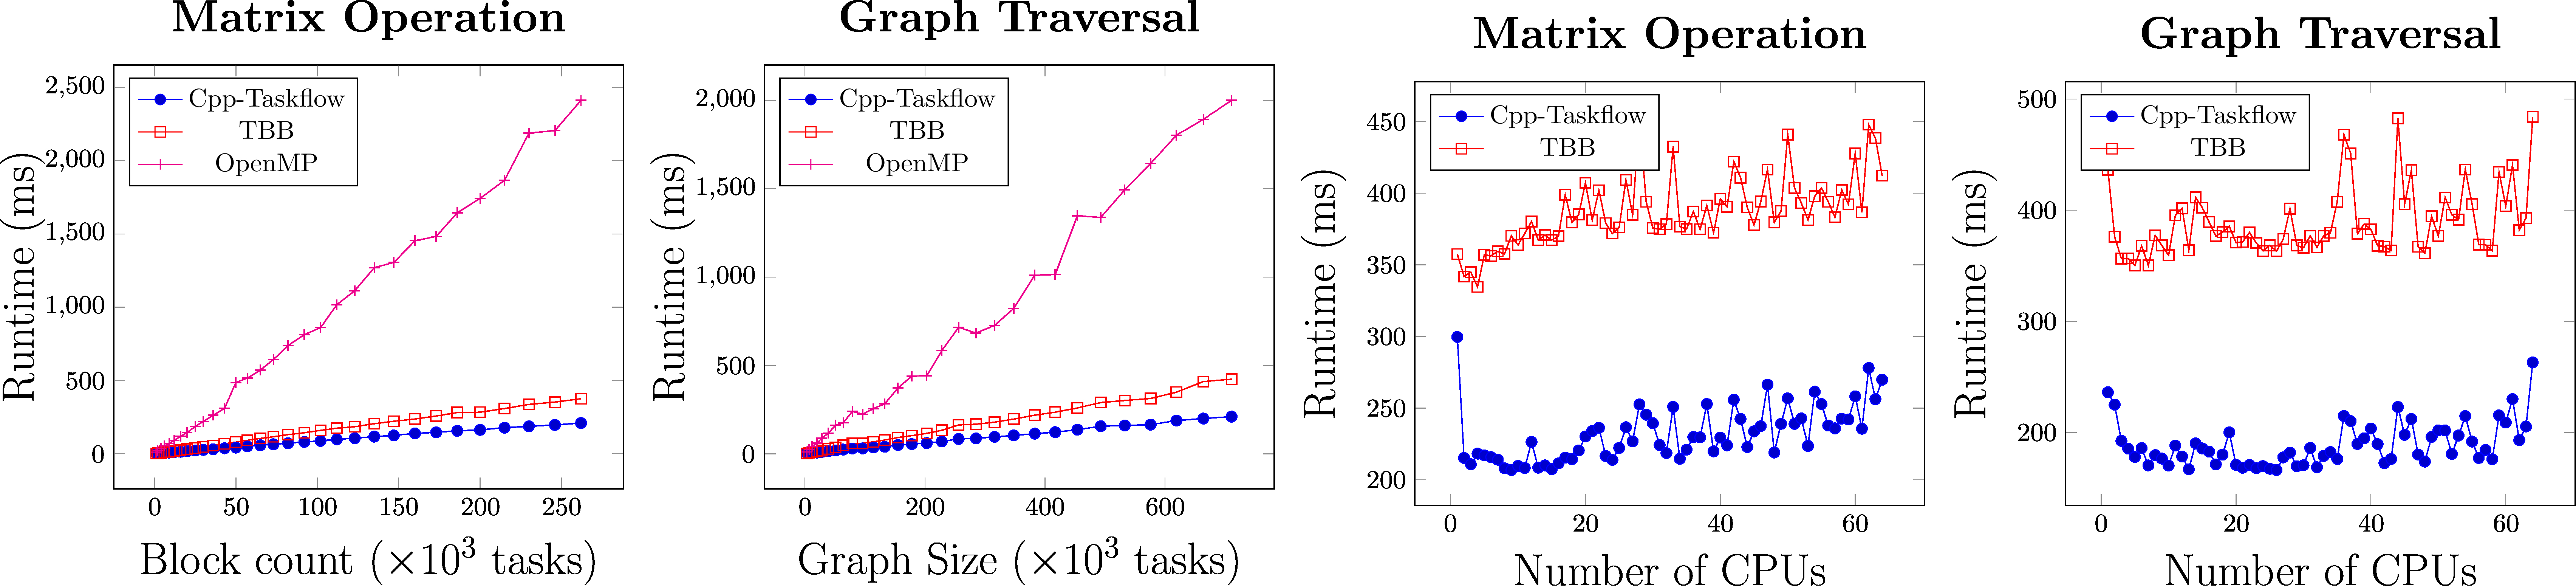 Matrix Operation
Runtime (ms)
2,500
2,000
1,500
1,000
500
0
Cpp-Taskflow
TBB
OpenMP
0 50 100 150 200 250
Block count (×10³ tasks)
Graph Traversal
Runtime (ms)
2,000
1,500
1,000
500
0
Cpp-Taskflow
TBB
OpenMP
0 200 400 600
Graph Size (×10³ tasks)
Matrix Operation
Runtime (ms)
450
400
350
300
250
200
Cpp-Taskflow
TBB
0 20 40 60
Number of CPUs
Graph Traversal
Runtime (ms)
500
400
300
200
Cpp-Taskflow
TBB
0 20 40 60
Number of CPUs